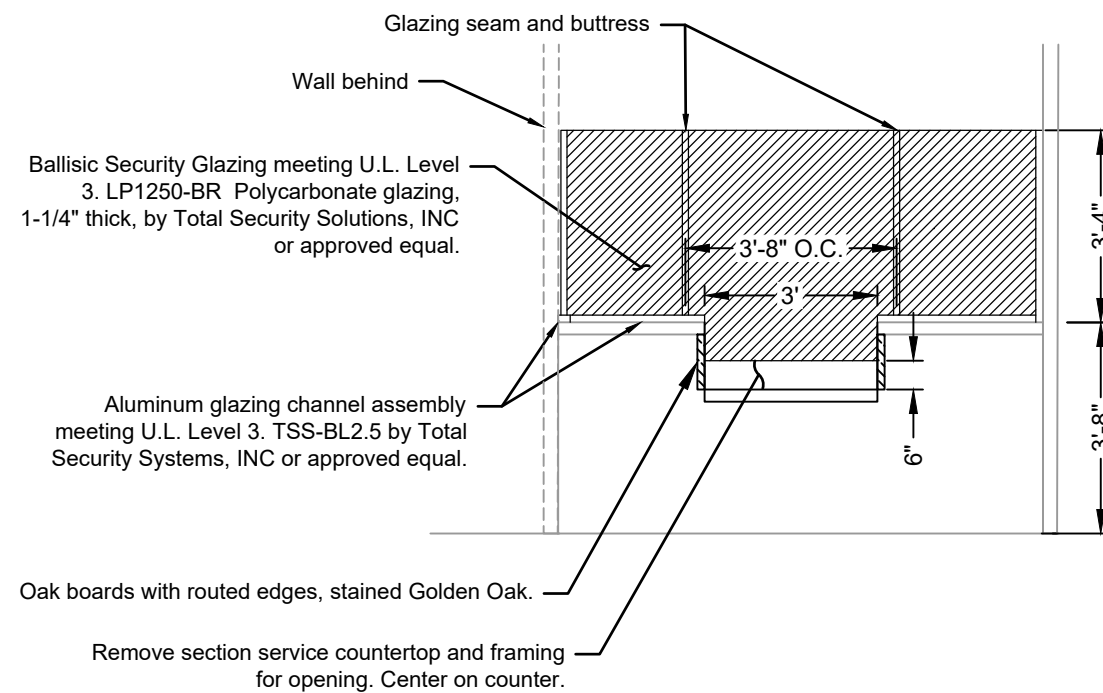 Glazing seam and buttress
Wall behind
Ballisic Security Glazing meeting U.L. Level
3. LP1250-BR Polycarbonate glazing,
1-1/4" thick, by Total Security Solutions, INC
or approved equal.
3'-4"
3'-8" O.C.
3'
Aluminum glazing channel assembly
meeting U.L. Level 3. TSS-BL2.5 by Total
Security Systems, INC or approved equal.
6"
3'-8"
Oak boards with routed edges, stained Golden Oak.
Remove section service countertop and framing
for opening. Center on counter.